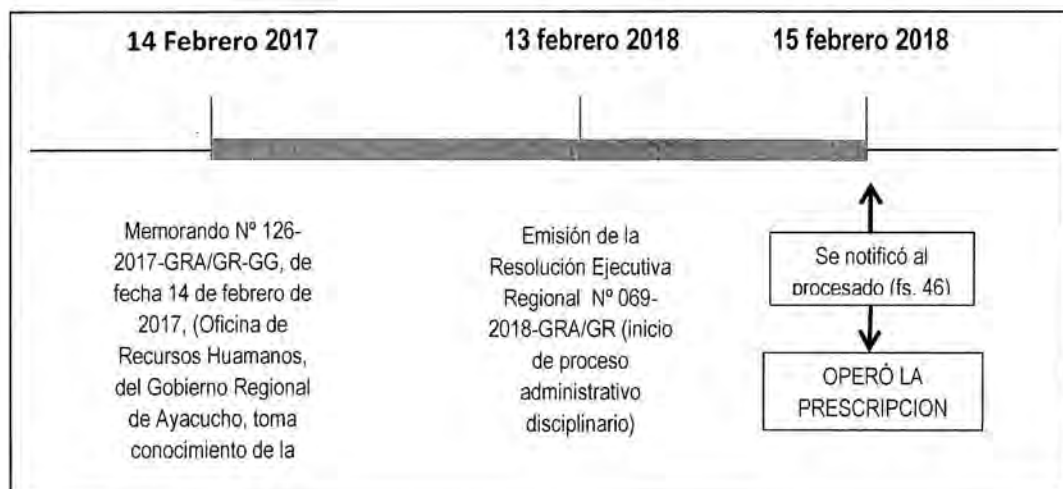 14 Febrero 2017
13 febrero 2018
15 febrero 2018
Memorando Nº 126-
2017-GRA/GR-GG, de
fecha 14 de febrero de
2017, (Oficina de
Recursos Huamanos,
del Gobierno Regional
de Ayacucho, toma
conocimiento de la
Emisión de la
Resolución Ejecutiva
Regional Nº 069-
2018-GRA/GR (inicio
de proceso
administrativo
disciplinario)
Se notificó al
procesado (fs. 46)
OPERÓ LA
PRESCRIPCION